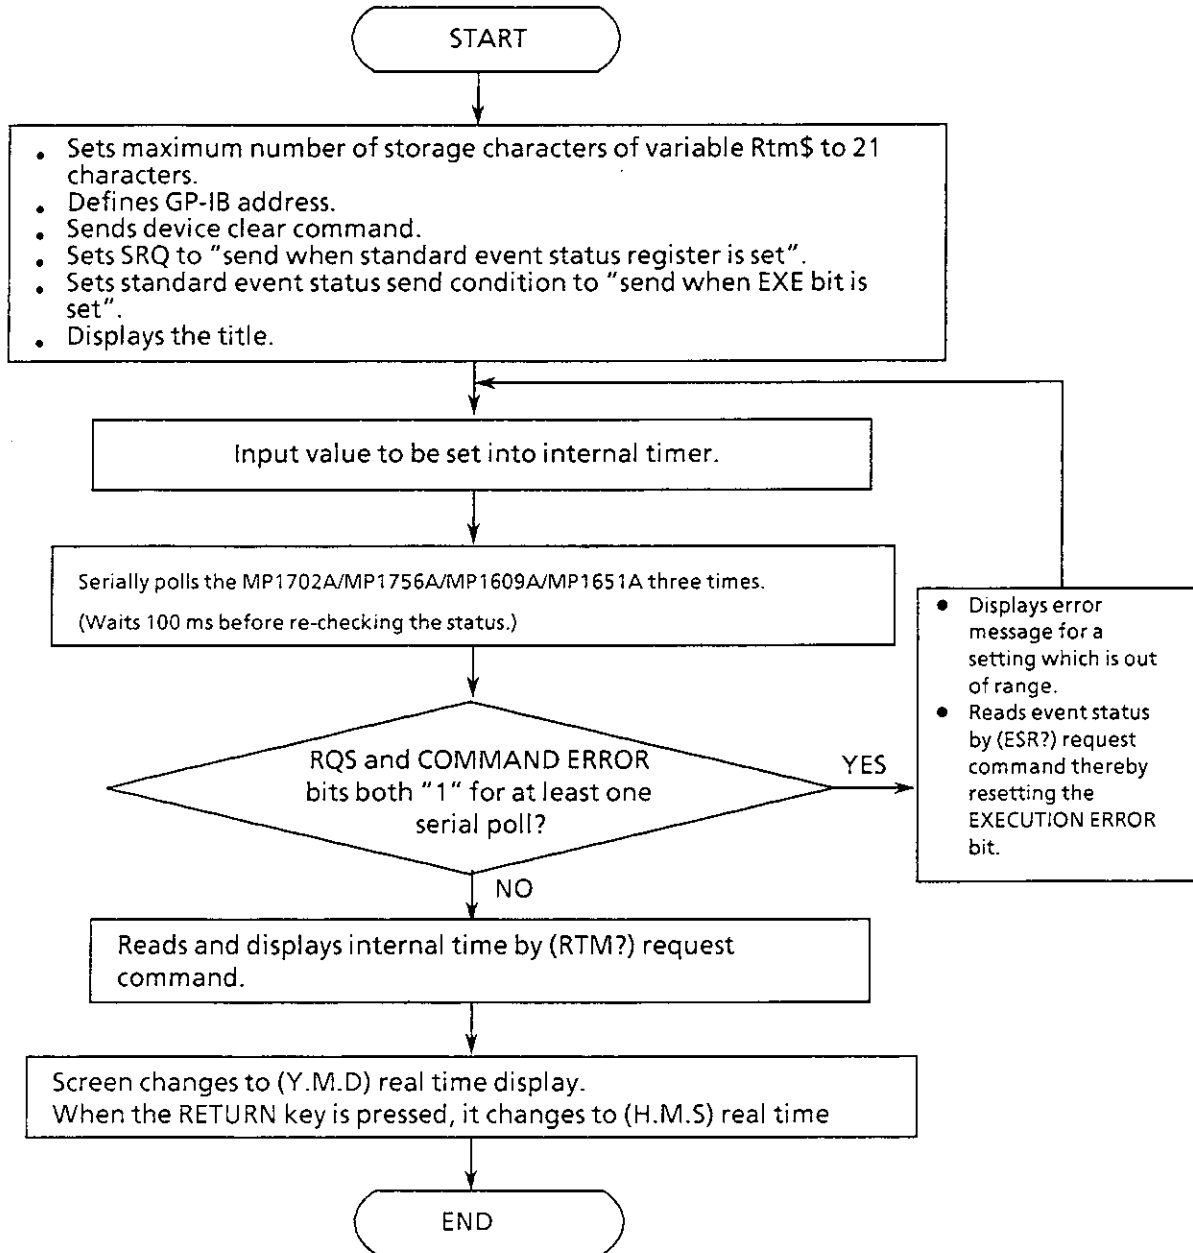 START
• Sets maximum number of storage characters of variable Rtm$ to 21
characters.
• Defines GP-IB address.
• Sends device clear command.
• Sets SRQ to "send when standard event status register is set".
• Sets standard event status send condition to "send when EXE bit is
set".
• Displays the title.
Input value to be set into internal timer.
Serially polls the MP1702A/MP1756A/MP1609A/MP1651A three times.
(Waits 100 ms before re-checking the status.)
RQS and COMMAND ERROR
bits both "1" for at least one
serial poll?
YES
• Displays error
message for a
setting which is out
of range.
• Reads event status
by (ESR?) request
command thereby
resetting the
EXECUTION ERROR
bit.
NO
Reads and displays internal time by (RTM?) request
command.
Screen changes to (Y.M.D) real time display.
When the RETURN key is pressed, it changes to (H.M.S) real time
END